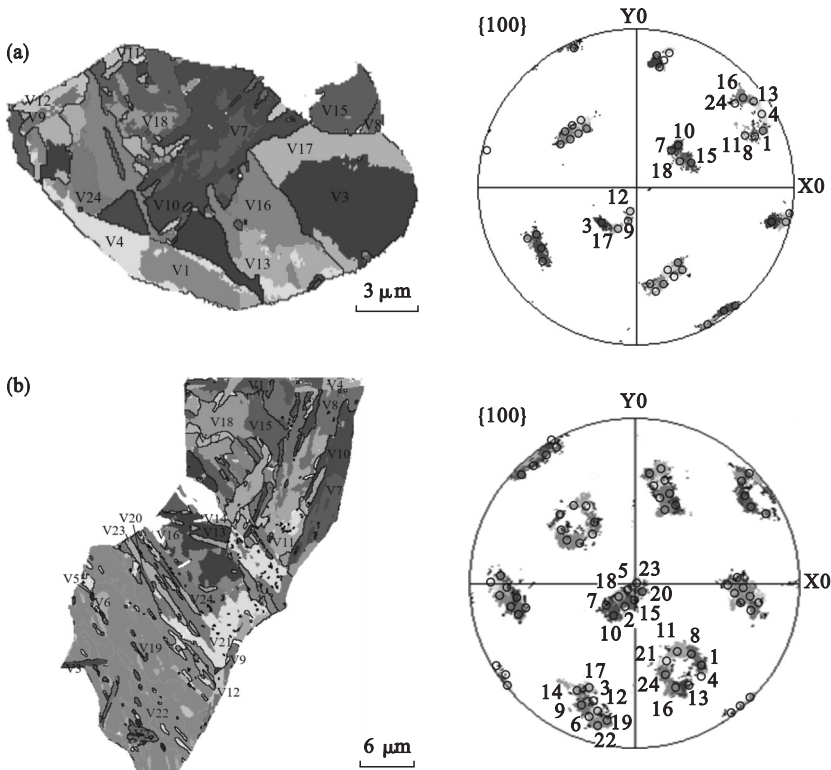 (a)
V11
V12
V9
V18
V7
V15
V8
V17
V24
V10
V16
V3
V4
V13
V1
3 μm
{100}
Y0
X0
16
13
24
4
10
7
11
8
1
18
15
12
3
17
9
(b)
V4
V8
V18
V15
V10
V7
V20
V23
V16
V14
V13
V11
V5
V6
V24
V19
V21
V9
V3
V12
V22
6 μm
{100}
Y0
X0
5
23
18
20
7
2
15
10
11
8
21
1
17
4
14
3
24
12
13
9
16
6
19
22